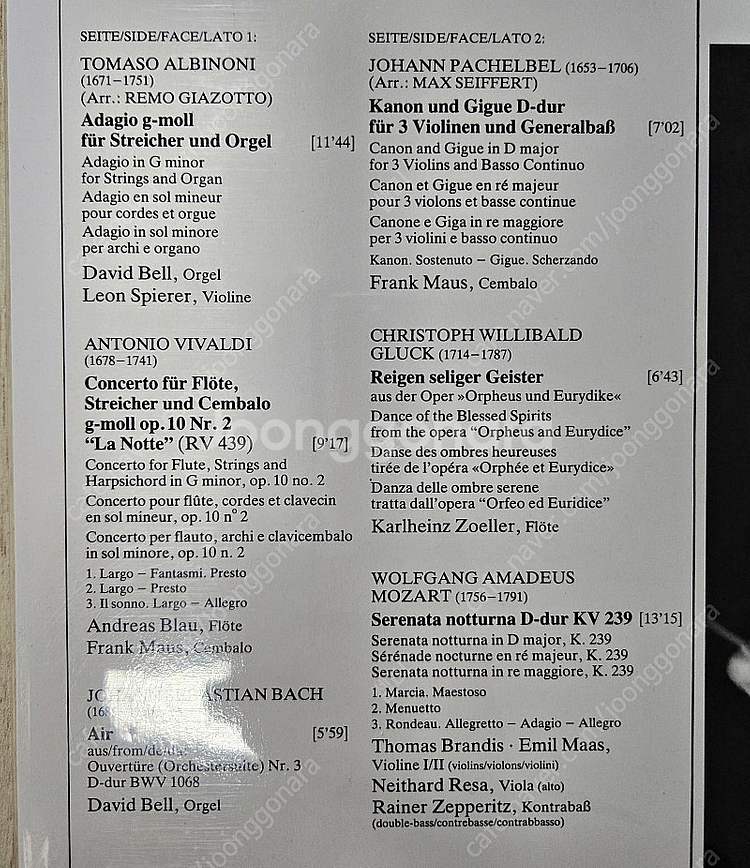 SEITE/SIDE/FACE/LATO 1:
TOMASO ALBINONI
(1671–1751)
(Arr.: REMO GIAZOTTO)
Adagio g-moll
für Streicher und Orgel [11'44]
Adagio in G minor
for Strings and Organ
Adagio en sol mineur
pour cordes et orgue
Adagio in sol minore
per archi e organo
David Bell, Orgel
Leon Spierer, Violine
ANTONIO VIVALDI
(1678–1741)
Concerto für Flöte,
Streicher und Cembalo
g-moll op. 10 Nr. 2
“La Notte” (RV 439) [9'17]
Concerto for Flute, Strings and
Harpsichord in G minor, op. 10 no. 2
Concerto pour flûte, cordes et clavecin
en sol mineur, op. 10 n° 2
Concerto per flauto, archi e clavicembalo
in sol minore, op. 10 n. 2
1. Largo – Fantasmi. Presto
2. Largo – Presto
3. Il sonno. Largo – Allegro
Andreas Blau, Flöte
Frank Maus, Cembalo
BACH
Air [5'59]
aus/from/
Ouvertüre (Orchestersuite) Nr. 3
D-dur BWV 1068
David Bell, Orgel
SEITE/SIDE/FACE/LATO 2:
JOHANN PACHELBEL (1653–1706)
(Arr.: MAX SEIFFERT)
Kanon und Gigue D-dur
für 3 Violinen und Generalbaß [7'02]
Canon and Gigue in D major
for 3 Violins and Basso Continuo
Canon et Gigue en ré majeur
pour 3 violons et basse continue
Canone e Giga in re maggiore
per 3 violini e basso continuo
Kanon. Sostenuto – Gigue. Scherzando
Frank Maus, Cembalo
CHRISTOPH WILLIBALD
GLUCK (1714–1787)
Reigen seliger Geister [6'43]
aus der Oper »Orpheus und Eurydike«
Dance of the Blessed Spirits
from the opera “Orpheus and Eurydice”
Danse des ombres heureuses
tirée de l'opéra «Orphée et Eurydice»
Danza delle ombre serene
tratta dall'opera “Orfeo ed Euridice”
Karlheinz Zoeller, Flöte
WOLFGANG AMADEUS
MOZART (1756–1791)
Serenata notturna D-dur KV 239 [13'15]
Serenata notturna in D major, K. 239
Sérénade nocturne en ré majeur, K. 239
Serenata notturna in re maggiore, K. 239
1. Marcia. Maestoso
2. Menuetto
3. Rondeau. Allegretto – Adagio – Allegro
Thomas Brandis · Emil Maas,
Violine I/II (violins/violons/violini)
Neithard Resa, Viola (alto)
Rainer Zepperitz, Kontrabaß
(double-bass/contrebasse/contrabbasso)
joonggonara